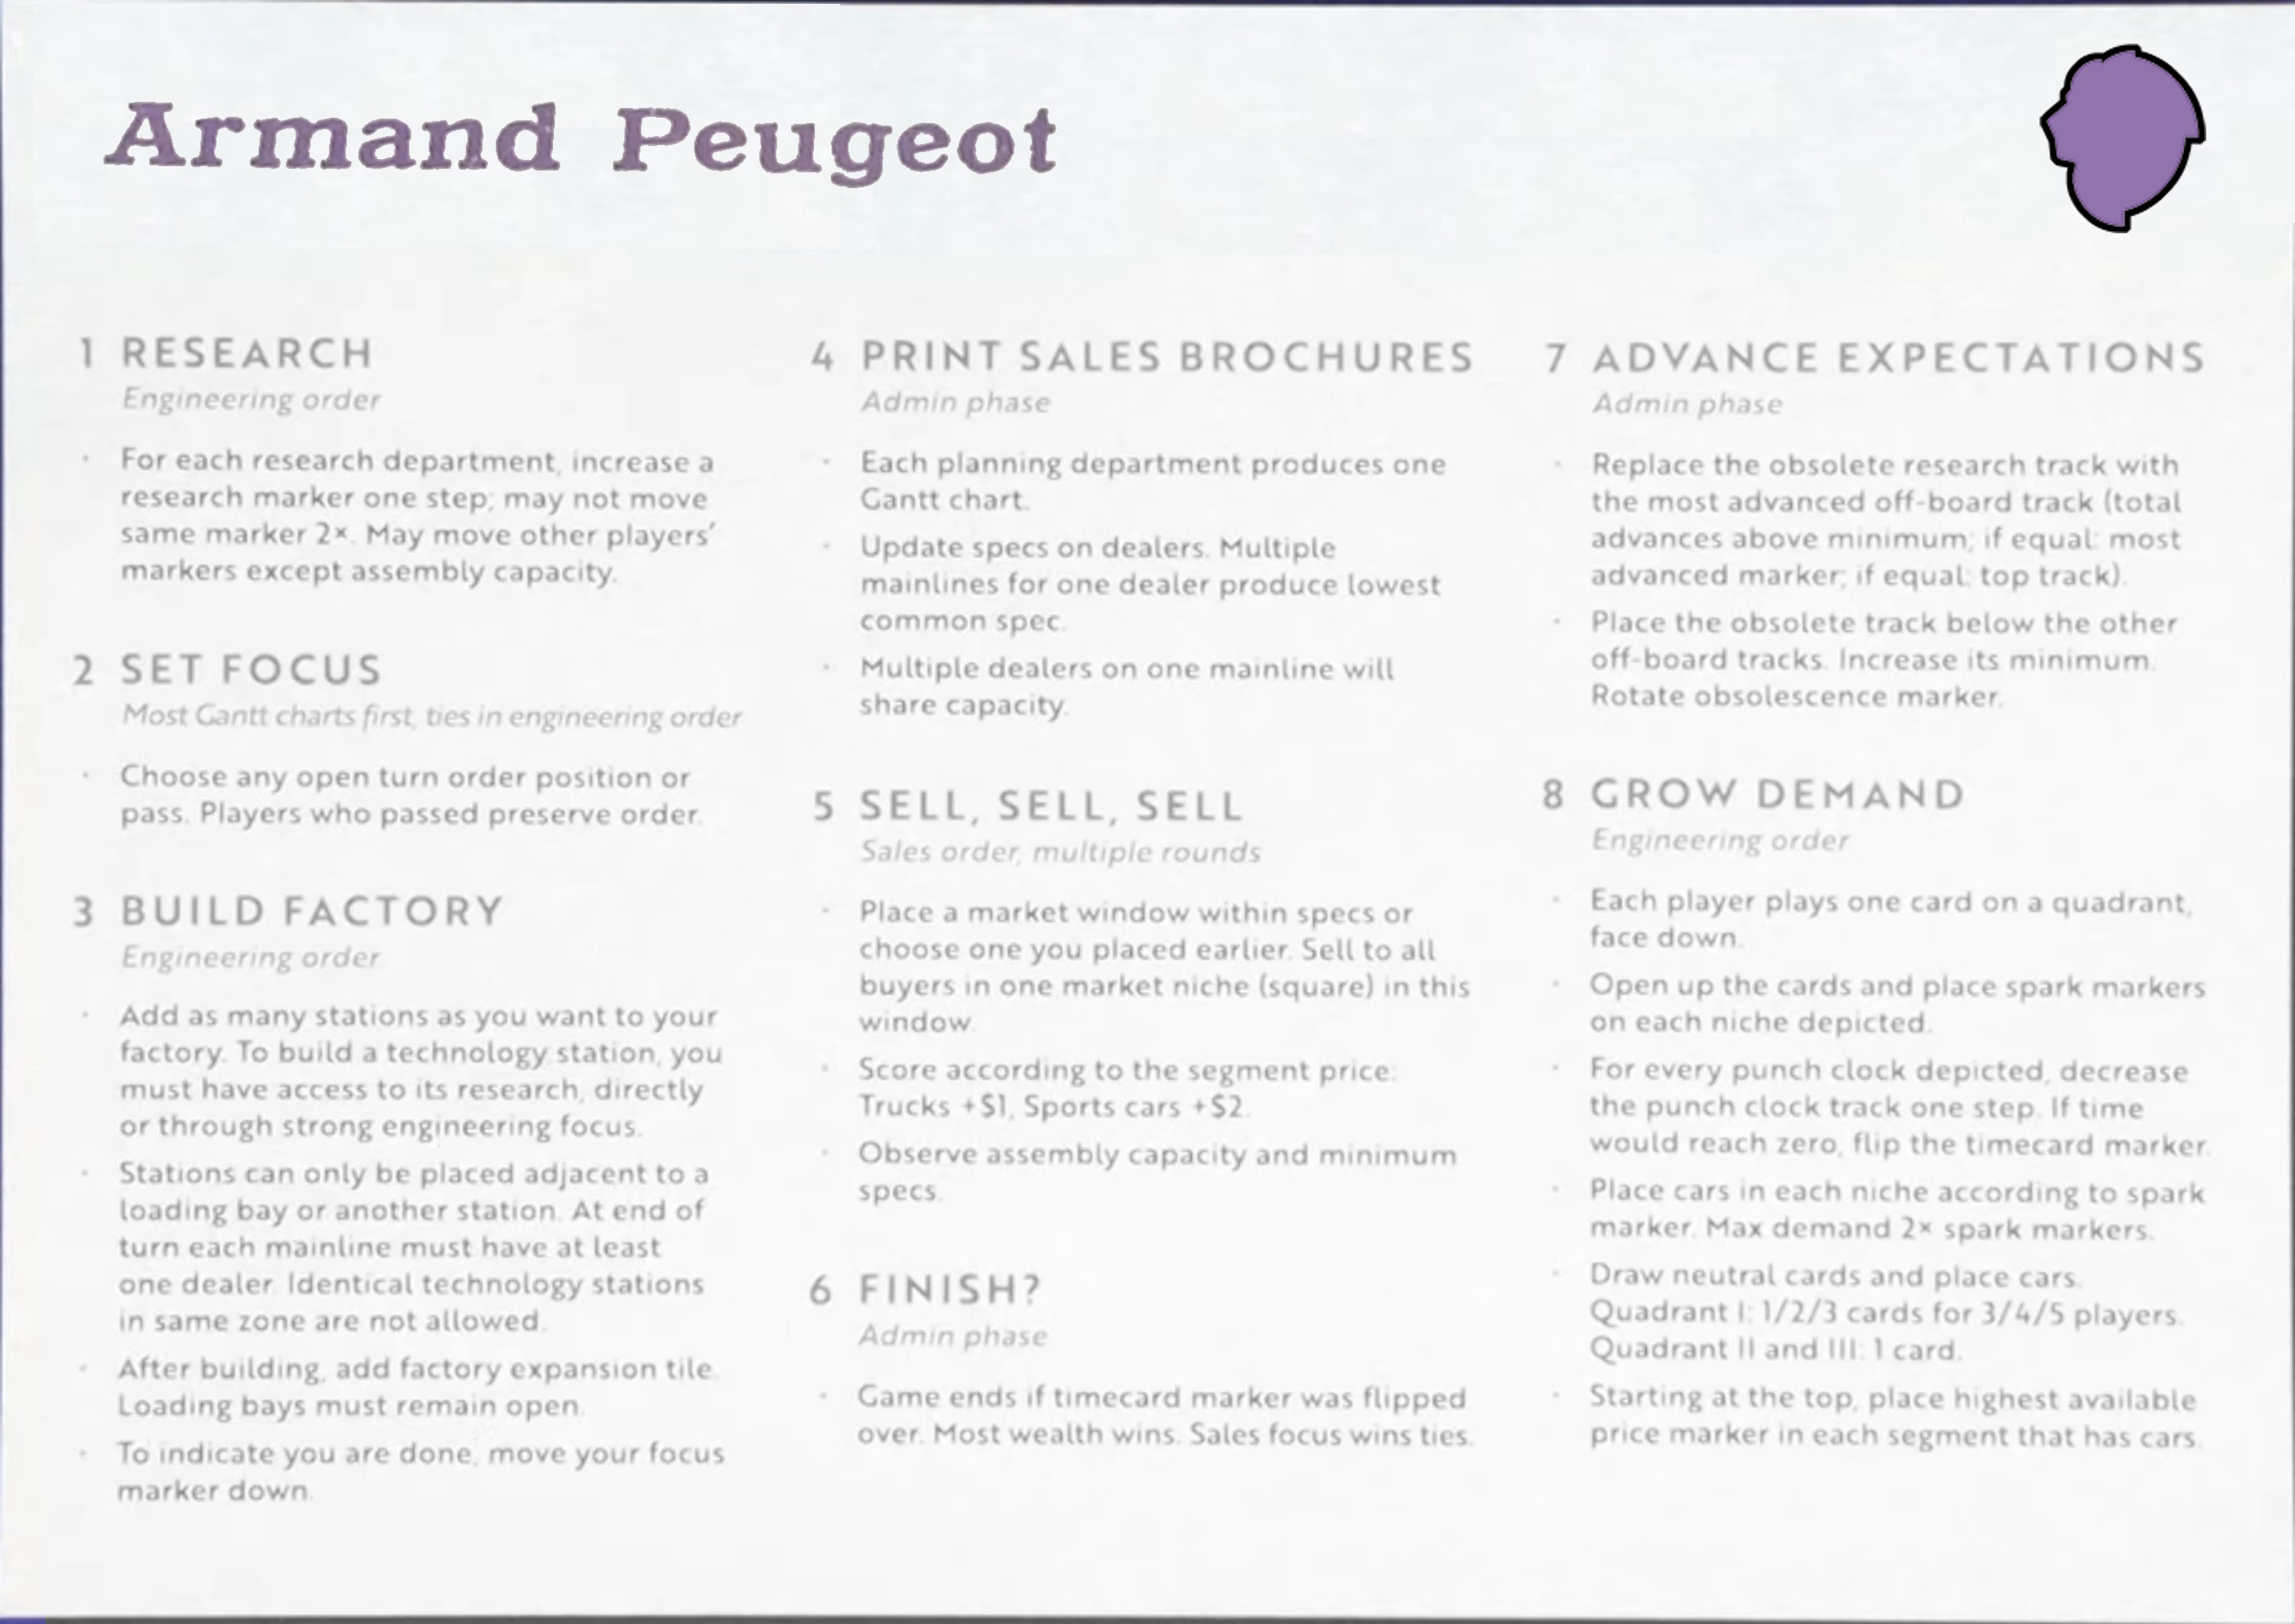 Armand Peugeot
1 RESEARCH
Engineering order
· For each research department, increase a
research marker one step; may not move
same marker 2×. May move other players'
markers except assembly capacity.
2 SET FOCUS
Most Gantt charts first, ties in engineering order
· Choose any open turn order position or
pass. Players who passed preserve order.
3 BUILD FACTORY
Engineering order
· Add as many stations as you want to your
factory. To build a technology station, you
must have access to its research, directly
or through strong engineering focus.
· Stations can only be placed adjacent to a
loading bay or another station. At end of
turn each mainline must have at least
one dealer. Identical technology stations
in same zone are not allowed.
· After building, add factory expansion tile.
Loading bays must remain open.
· To indicate you are done, move your focus
marker down.
4 PRINT SALES BROCHURES
Admin phase
· Each planning department produces one
Gantt chart.
· Update specs on dealers. Multiple
mainlines for one dealer produce lowest
common spec.
· Multiple dealers on one mainline will
share capacity.
5 SELL, SELL, SELL
Sales order, multiple rounds
· Place a market window within specs or
choose one you placed earlier. Sell to all
buyers in one market niche (square) in this
window.
· Score according to the segment price.
Trucks +$1, Sports cars +$2.
· Observe assembly capacity and minimum
specs.
6 FINISH?
Admin phase
· Game ends if timecard marker was flipped
over. Most wealth wins. Sales focus wins ties.
7 ADVANCE EXPECTATIONS
Admin phase
· Replace the obsolete research track with
the most advanced off-board track (total
advances above minimum; if equal: most
advanced marker; if equal: top track).
· Place the obsolete track below the other
off-board tracks. Increase its minimum.
Rotate obsolescence marker.
8 GROW DEMAND
Engineering order
· Each player plays one card on a quadrant,
face down.
· Open up the cards and place spark markers
on each niche depicted.
· For every punch clock depicted, decrease
the punch clock track one step. If time
would reach zero, flip the timecard marker.
· Place cars in each niche according to spark
marker. Max demand 2× spark markers.
· Draw neutral cards and place cars.
Quadrant I: 1/2/3 cards for 3/4/5 players.
Quadrant II and III: 1 card.
· Starting at the top, place highest available
price marker in each segment that has cars.